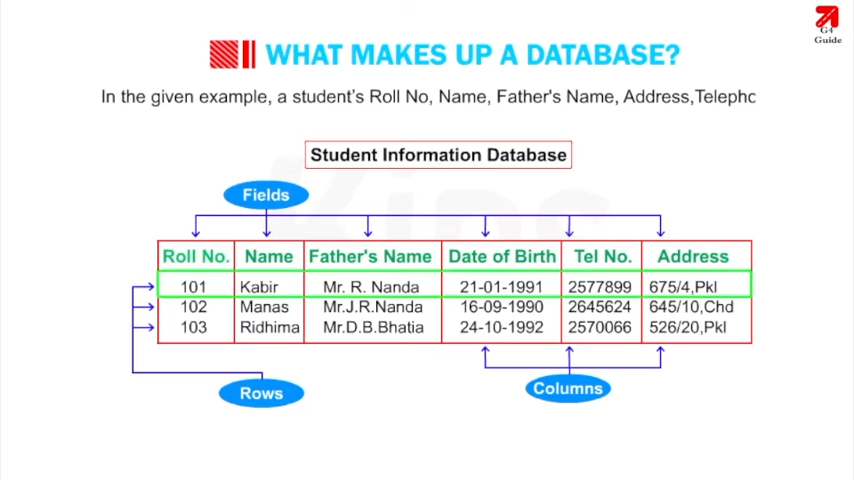 G4
Guide
WHAT MAKES UP A DATABASE?
In the given example, a student's Roll No, Name, Father's Name, Address,Telepho
Student Information Database
Fields
Roll No. Name Father's Name Date of Birth Tel No. Address
101 Kabir Mr. R. Nanda 21-01-1991 2577899 675/4,Pkl
102 Manas Mr.J.R.Nanda 16-09-1990 2645624 645/10,Chd
103 Ridhima Mr.D.B.Bhatia 24-10-1992 2570066 526/20,Pkl
Rows
Columns